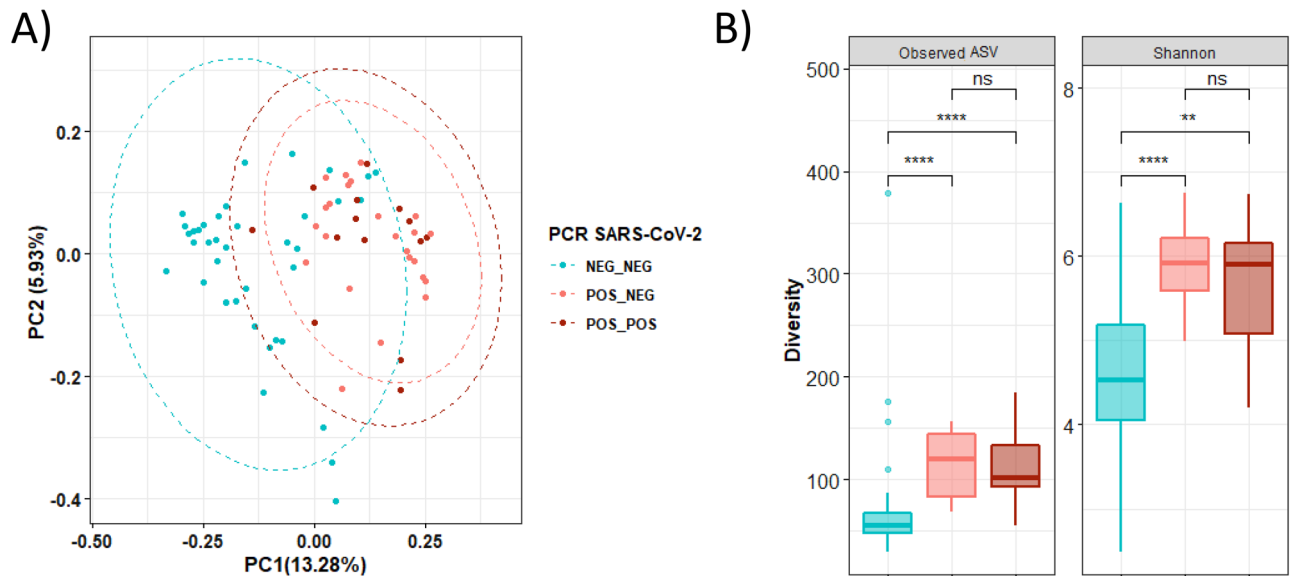 A)
PC2 (5.93%)
0.2
0.0
-0.2
-0.4
-0.50
-0.25
0.00
0.25
PC1(13.28%)
PCR SARS-CoV-2
NEG_NEG
POS_NEG
POS_POS
B)
Diversity
Observed ASV
500
400
300
200
100
ns
****
****
Shannon
8
6
4
ns
**
****